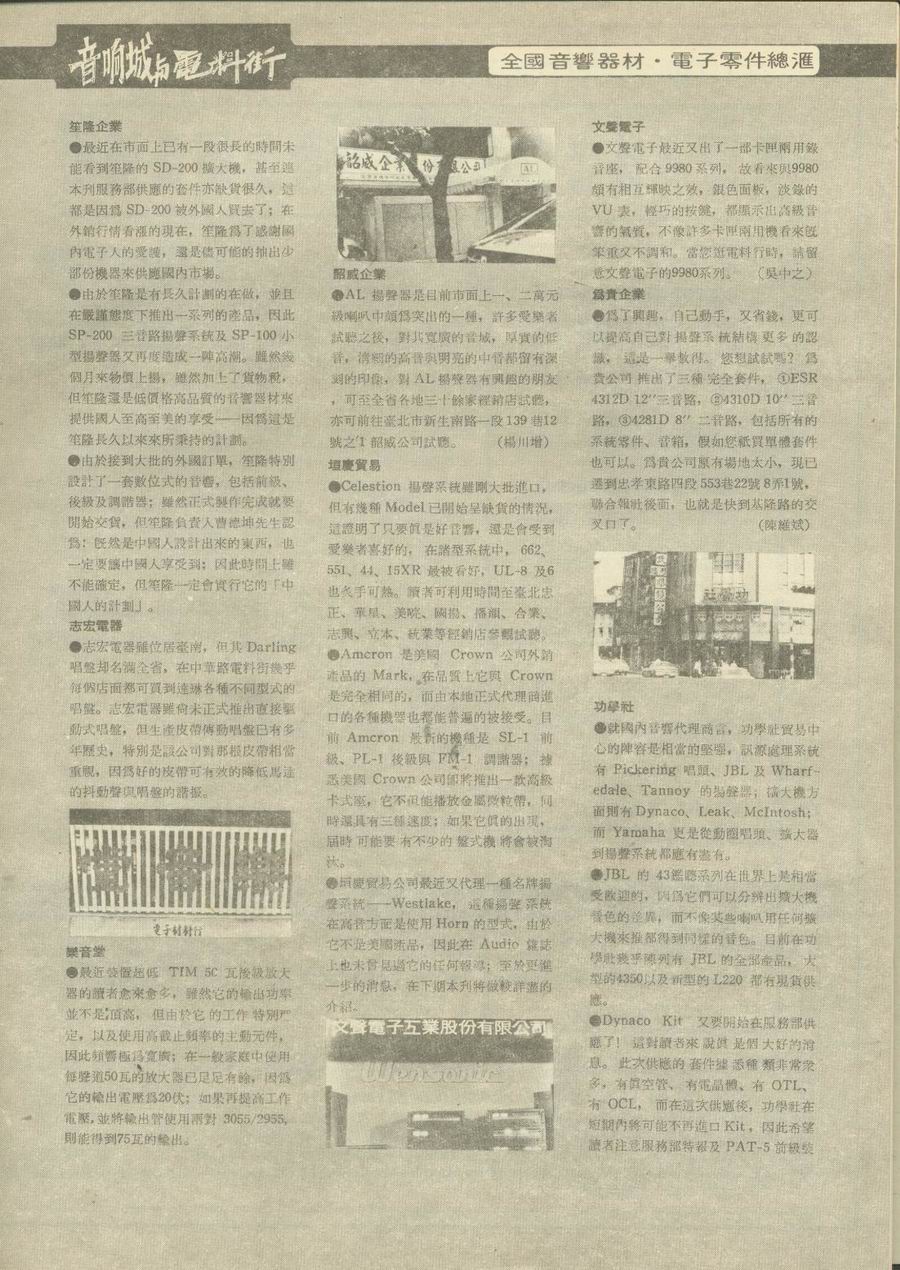 音响城与電料街
全國音響器材・電子零件總滙
笙隆企業
●最近在市面上已有一段很長的時間未
能看到笙隆的 SD-200 擴大機，甚至連
本刋服務部供應的套件亦缺貨很久，這
都是因爲 SD-200 被外國人買去了；在
外銷行情看漲的現在，笙隆爲了感謝國
內電子人的愛護，還是儘可能的抽出少
部份機器來供應國內市場。
●由於笙隆是有長久計劃的在做，並且
在嚴謹態度下推出一系列的產品，因此
SP-200 三音路揚聲系統及 SP-100 小
型揚聲器又再度造成一陣高潮。雖然幾
個月來物價上揚，雖然加上了貨物稅，
但笙隆還是低價格高品質的音響器材來
提供國人至高至美的享受——因爲這是
笙隆長久以來來所秉持的計劃。
●由於接到大批的外國訂單，笙隆特別
設計了一套數位式的音響，包括前級、
後級及調諧器；雖然正式製作完成就要
開始交貨，但笙隆負責人曹德坤先生認
爲：旣然是中國人設計出來的東西，也
一定要讓中國人享受到；因此時間上雖
不能確定，但笙隆一定會實行它的「中
國人的計劃」。
志宏電器
●志宏電器雖位居臺南，但其 Darling
唱盤却名滿全省，在中華路電料街幾乎
每個店面都可買到達琳各種不同型式的
唱盤。志宏電器雖尙未正式推出直接驅
動式唱盤，但生產皮帶傳動唱盤已有多
年歷史，特別是該公司對那根皮帶相當
重視，因爲好的皮帶可有效的降低馬達
的抖動聲與唱盤的諧振。
樂音堂
●最近裝置超低 TIM 50 瓦後級放大
器的讀者愈來愈多，雖然它的輸出功率
並不是頂高，但由於它的工作特別穩
定，以及使用高截止頻率的主動元件，
因此頻響極爲寬廣；在一般家庭中使用
每聲道50瓦的放大器已足足有餘，因爲
它的輸出電壓爲20伏；如果再提高工作
電壓，並將輸出管使用兩對 3055/2955，
則能得到75瓦的輸出。
韶威企業股份有限公司
韶威企業
●AL 揚聲器是目前市面上一、二萬元
級喇叭中頗爲突出的一種，許多愛樂者
試聽之後，對其寬廣的音域，厚實的低
音，淸純的高音與明亮的中音都留有深
刻的印像，對 AL 揚聲器有興趣的朋友
，可至全省各地三十餘家經銷店試聽，
亦可前往臺北市新生南路一段 139 巷12
號之1 韶威公司試聽。　　（楊川增）
垣慶貿易
●Celestion 揚聲系統雖剛大批進口，
但有幾種 Model 已開始呈缺貨的情況，
這證明了只要眞是好音響，還是會受到
愛樂者喜好的，在諸型系統中，662、
551、44、15XR 最被看好，UL-8 及6
也炙手可熱。讀者可利用時間至臺北忠
正、華星、美晥、國揚、播韻、合業、
志興、立本、統業等經銷店參觀試聽。
●Amcron 是美國 Crown 公司外銷
產品的 Mark，在品質上它與 Crown
是完全相同的，而由本地正式代理商進
口的各種機器也都能普遍的被接受。目
前 Amcron 最新的機種是 SL-1 前
級、PL-1 後級與 FM-1 調諧器；據
悉美國 Crown 公司即將推出一款高級
卡式座，它不但能播放金屬微粒帶，同
時還具有三種速度；如果它眞的出現，
屆時可能要有不少的盤式機將會被淘
汰。
●垣慶貿易公司最近又代理一種名牌揚
聲系統——Westlake，這種揚聲系統
在高音方面是使用 Horn 的型式，由於
它不是美國產品，因此在 Audio 雜誌
上也未曾見過它的任何報導；至於更進
一步的消息，在下期本刋將做較詳盡的
介紹。
文聲電子工業股份有限公司
文聲電子
●文聲電子最近又出了一部卡匣兩用錄
音座，配合 9980 系列，故看來與9980
頗有相互輝映之效，銀色面板，淡綠的
VU 表，輕巧的按鍵，都顯示出高級音
響的氣質，不像許多卡匣兩用機看來旣
笨重又不調和。當您逛電料行時，請留
意文聲電子的9980系列。（吳中之）
爲貴企業
●爲了興趣，自己動手，又省錢，更可
以提高自己對揚聲系統結構更多的認
識，這是一舉數得。您想試試嗎？爲
貴公司推出了三種完全套件，①ESR
4312D 12″三音路，②4310D 10″ 三音
路，③4281D 8″ 二音路，包括所有的
系統零件、音箱，假如您祇買單體套件
也可以。爲貴公司原有場地太小，現已
遷到忠孝東路四段 553巷22號 8弄1號，
聯合報社後面，也就是快到基隆路的交
叉口了。　　（陳維斌）
功學社
功學社
●就國內音響代理商言，功學社貿易中
心的陣容是相當的堅强，訊源處理系統
有 Pickering 唱頭、JBL 及 Wharf-
edale、Tannoy 的揚聲器；擴大機方
面則有 Dynaco、Leak、McIntosh；
而 Yamaha 更是從動圈唱頭、擴大器
到揚聲系統都應有盡有。
●JBL 的 43監聽系列在世界上是相當
受歡迎的，因爲它們可以分辨出擴大機
發色的差異，而不像某些喇叭用任何擴
大機來推都得到同樣的音色。目前在功
學社幾乎陳列有 JBL 的全部產品，大
型的4350以及新型的 L220 都有現貨供
應。
●Dynaco Kit 又要開始在服務部供
應了！這對讀者來說眞是個大好的消
息。此次供應的套件據悉種類非常衆
多，有眞空管、有電晶體、有 OTL、
有 OCL，而在這次供應後，功學社在
短期內將可能不再進口 Kit。因此希望
讀者注意服務部特報及 PAT-5 前級裝